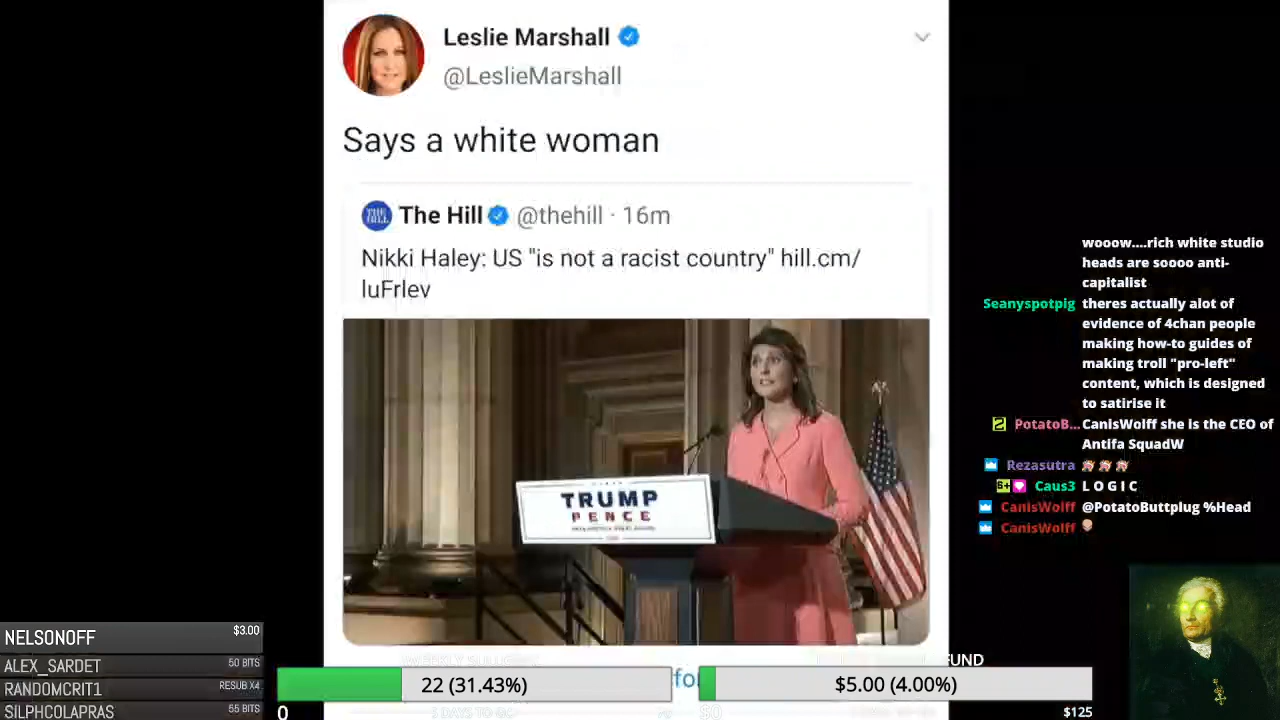 Leslie Marshall
@LeslieMarshall
Says a white woman
THE HILL
The Hill @thehill · 16m
Nikki Haley: US "is not a racist country" hill.cm/
luFrlev
TRUMP
PENCE
wooow....rich white studio
heads are soooo anti-
capitalist
Seanyspotpig theres actually alot of
evidence of 4chan people
making how-to guides of
making troll "pro-left"
content, which is designed
to satirise it
PotatoB... CanisWolff she is the CEO of
Antifa SquadW
Rezasutra
6+ Caus3 L O G I C
CanisWolff @PotatoButtplug %Head
CanisWolff
NELSONOFF $3.00
ALEX_SARDET 50 BITS
RANDOMCRIT1 RESUB X4
SILPHCOLAPRAS 55 BITS
22 (31.43%)
0
FUND
$5.00 (4.00%)
$0
$125